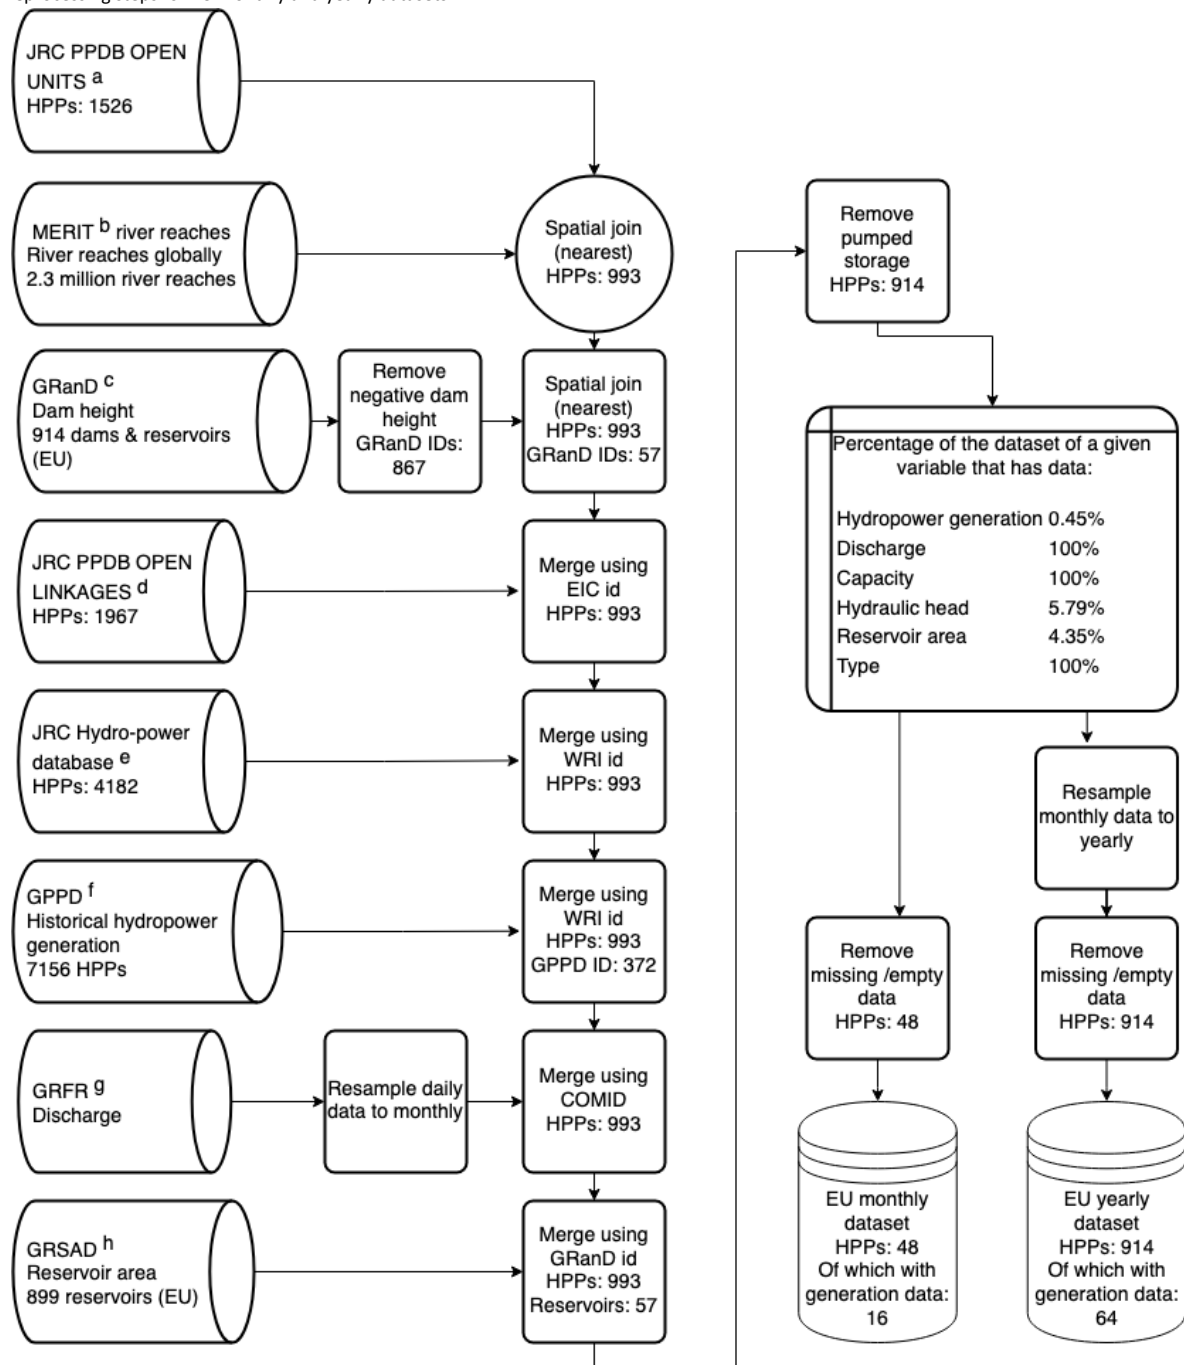 JRC PPDB OPEN
UNITS a
HPPs: 1526
MERIT b river reaches
River reaches globally
2.3 million river reaches
Spatial join
(nearest)
HPPs: 993
GRanD c
Dam height
914 dams & reservoirs
(EU)
Remove
negative dam
height
GRanD IDs:
867
Spatial join
(nearest)
HPPs: 993
GRanD IDs: 57
JRC PPDB OPEN
LINKAGES d
HPPs: 1967
Merge using
EIC id
HPPs: 993
JRC Hydro-power
database e
HPPs: 4182
Merge using
WRI id
HPPs: 993
GPPD f
Historical hydropower
generation
7156 HPPs
Merge using
WRI id
HPPs: 993
GPPD ID: 372
GRFR g
Discharge
Resample daily
data to monthly
Merge using
COMID
HPPs: 993
GRSAD h
Reservoir area
899 reservoirs (EU)
Merge using
GRanD id
HPPs: 993
Reservoirs: 57
Remove
pumped
storage
HPPs: 914
Percentage of the dataset of a given
variable that has data:
Hydropower generation 0.45%
Discharge 100%
Capacity 100%
Hydraulic head 5.79%
Reservoir area 4.35%
Type 100%
Resample
monthly data to
yearly
Remove
missing /empty
data
HPPs: 48
Remove
missing /empty
data
HPPs: 914
EU monthly
dataset
HPPs: 48
Of which with
generation data:
16
EU yearly
dataset
HPPs: 914
Of which with
generation data:
64